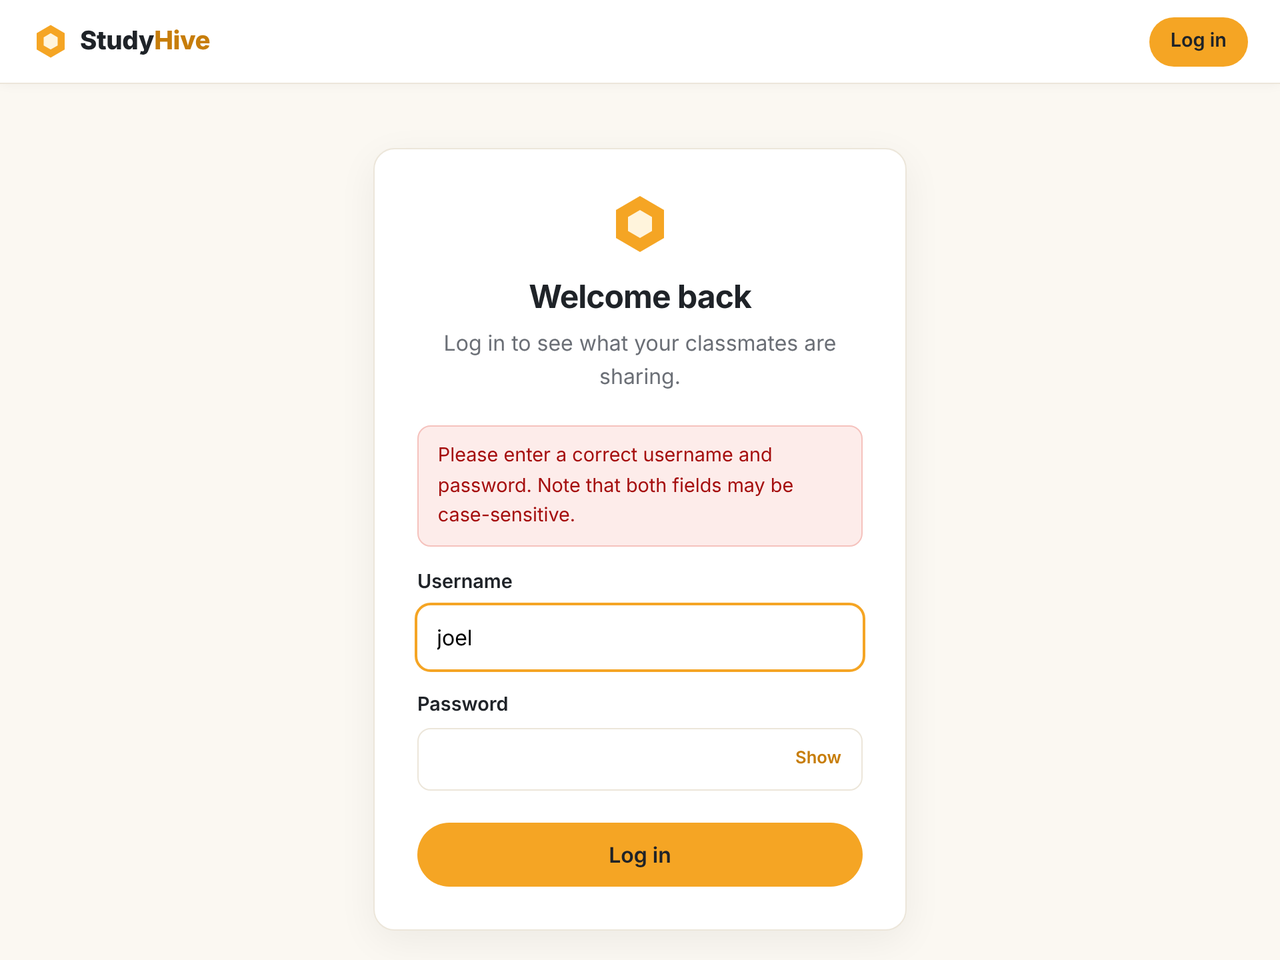 StudyHive
Log in
Welcome back
Log in to see what your classmates are
sharing.
Please enter a correct username and
password. Note that both fields may be
case-sensitive.
Username
joel
Password
Show
Log in